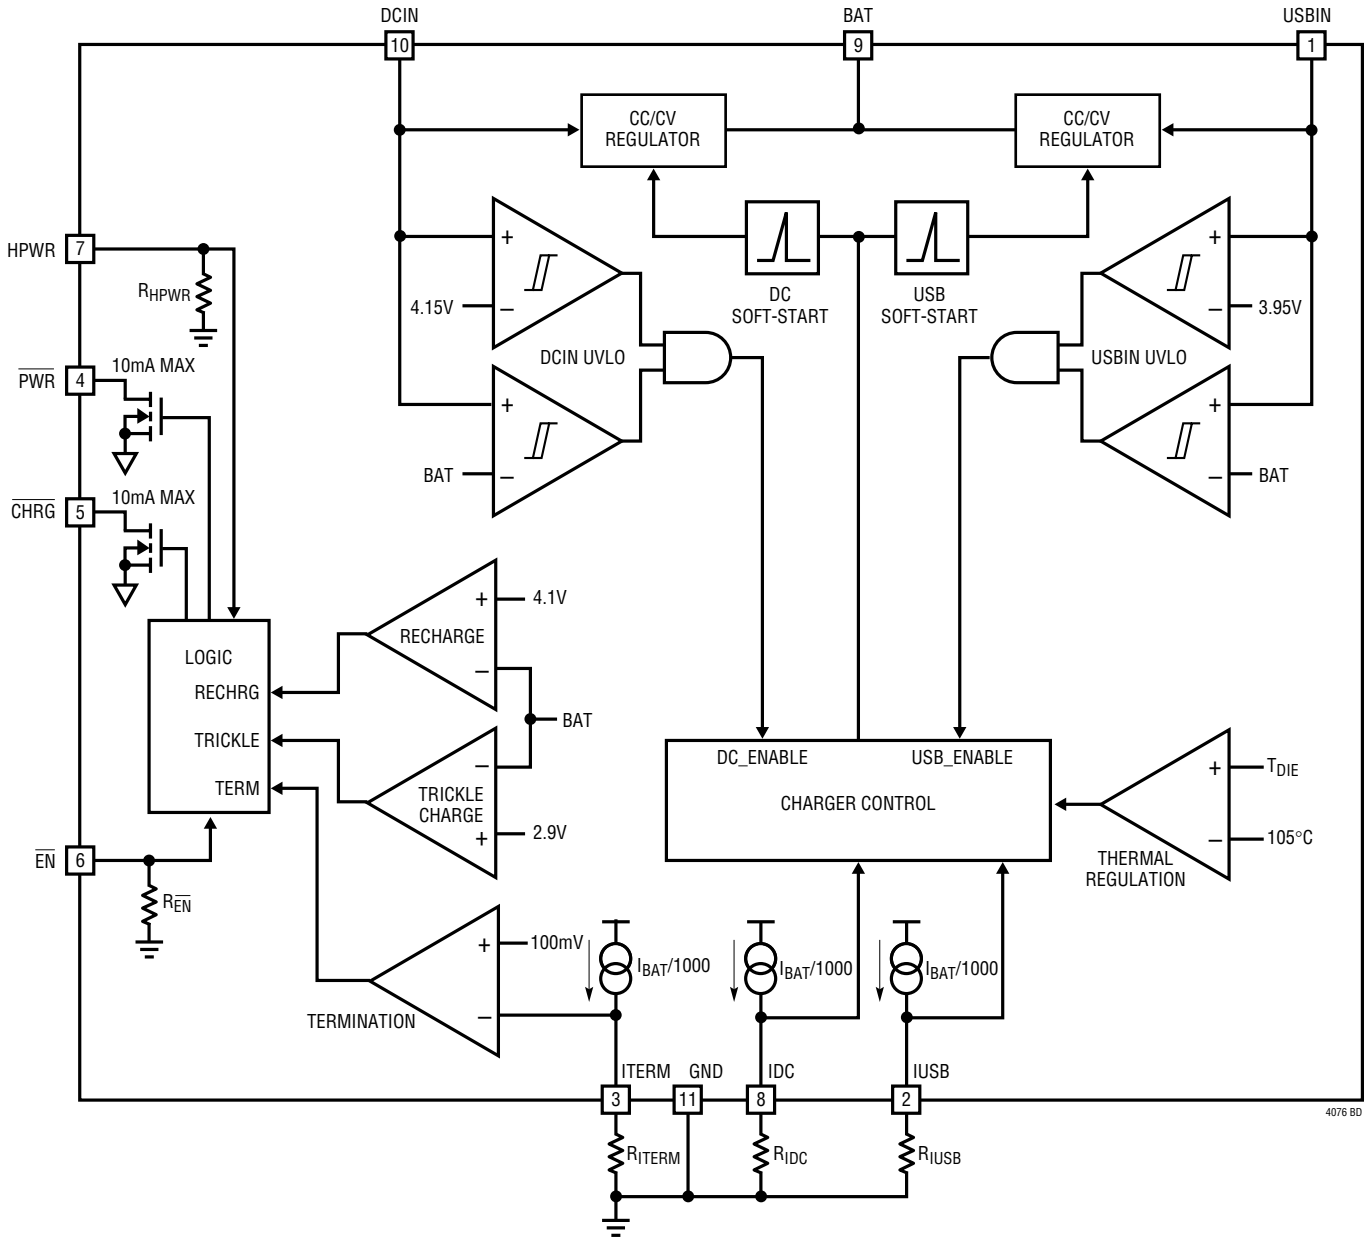 DCIN
BAT
USBIN
10
9
1
CC/CV
REGULATOR
CC/CV
REGULATOR
HPWR
7
RHPWR
+
4.15V
–
DC
SOFT-START
USB
SOFT-START
+
3.95V
–
PWR
4
10mA MAX
DCIN UVLO
USBIN UVLO
+
BAT
–
+
BAT
–
CHRG
5
10mA MAX
+
4.1V
RECHARGE
–
BAT
LOGIC
RECHRG
TRICKLE
TERM
–
TRICKLE
CHARGE
+
2.9V
DC_ENABLE
USB_ENABLE
CHARGER CONTROL
+
TDIE
–
105°C
THERMAL
REGULATION
EN
6
REN
+
100mV
–
TERMINATION
IBAT/1000
IBAT/1000
IBAT/1000
ITERM
GND
IDC
IUSB
3
11
8
2
4076 BD
RITERM
RIDC
RIUSB